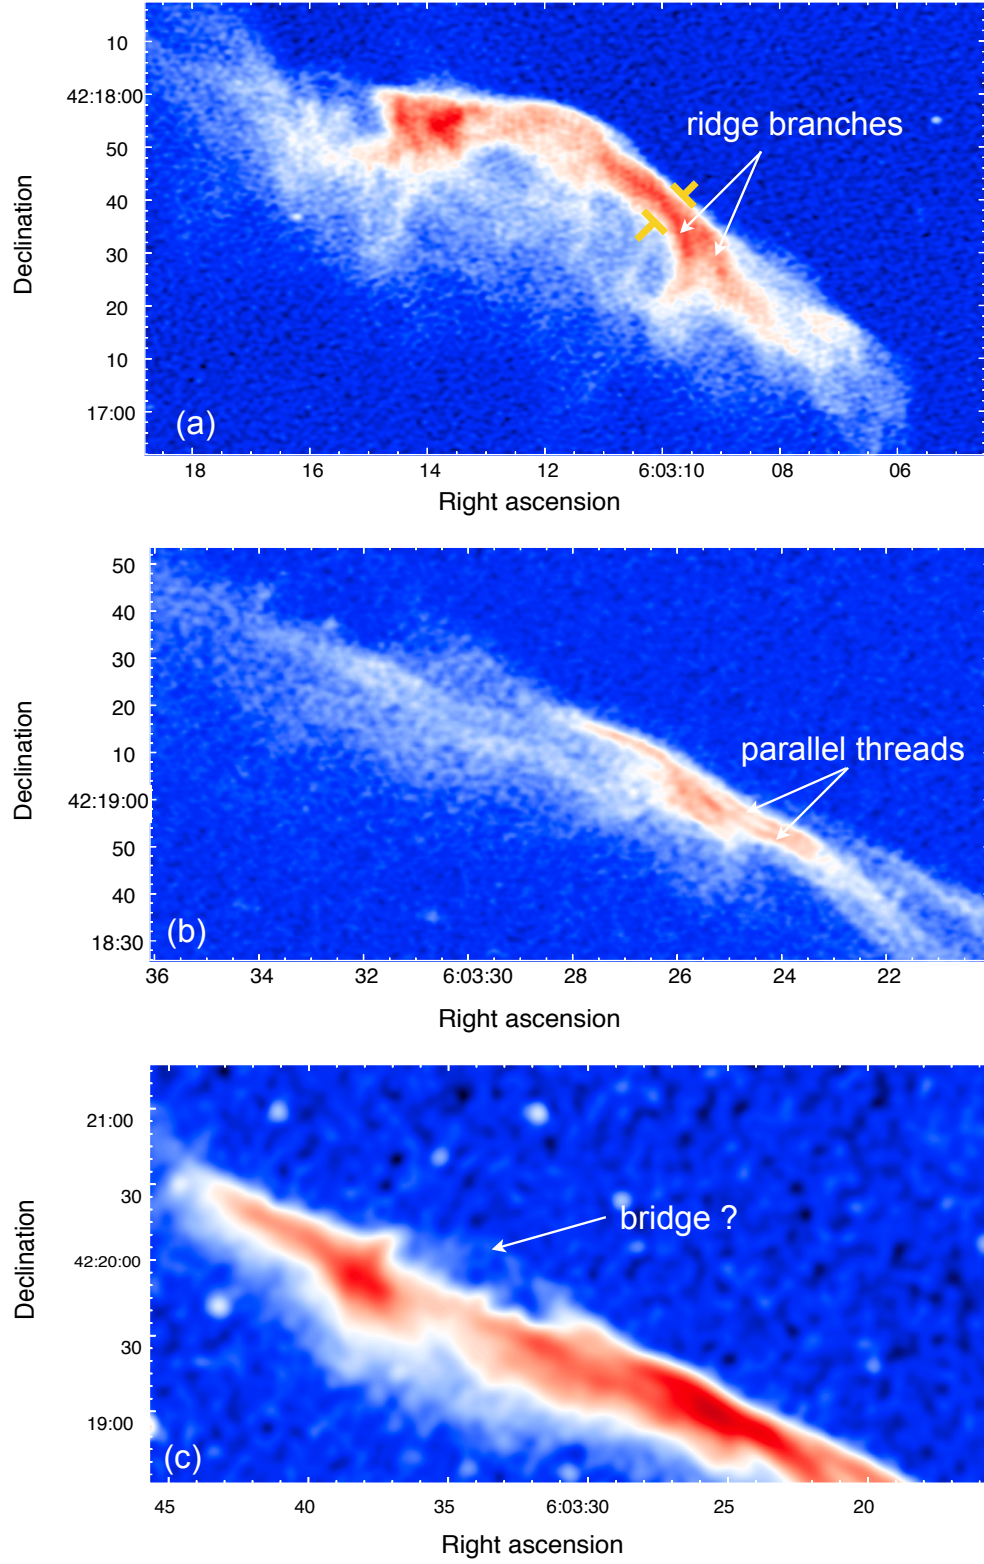 10
42:18:00
50
40
30
20
10
17:00
Declination
ridge branches
(a)
18 16 14 12 6:03:10 08 06
Right ascension
50
40
30
20
10
42:19:00
50
40
18:30
Declination
parallel threads
(b)
36 34 32 6:03:30 28 26 24 22
Right ascension
21:00
30
42:20:00
30
19:00
Declination
bridge ?
(c)
45 40 35 6:03:30 25 20
Right ascension